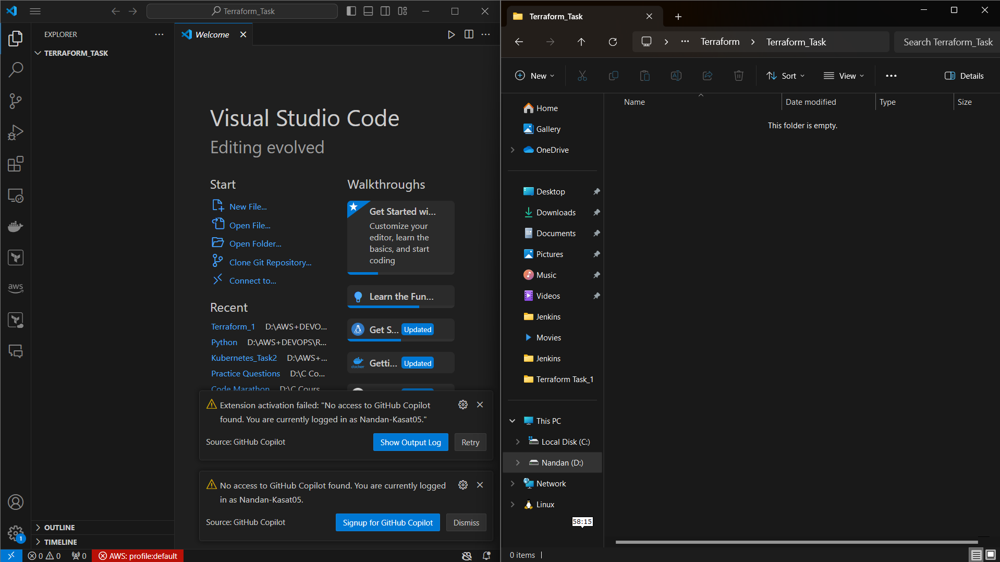 Terraform_Task
EXPLORER
TERRAFORM_TASK
OUTLINE
TIMELINE
aws
1
Welcome
Visual Studio Code
Editing evolved
Start
New File...
Open File...
Open Folder...
Clone Git Repository...
Connect to...
Recent
Terraform_1 D:\AWS+DEVO...
Python D:\AWS+DEVOPS\R...
Kubernetes_Task2 D:\AWS+...
Practice Questions D:\C Co...
Code Marathon D:\C Cours...
Walkthroughs
Get Started wi...
Customize your
editor, learn the
basics, and start
coding
Learn the Fun...
Get S... Updated
docker
Getti... Updated
Extension activation failed: "No access to GitHub Copilot
found. You are currently logged in as Nandan-Kasat05."
Source: GitHub Copilot
Show Output Log
Retry
No access to GitHub Copilot found. You are currently logged
in as Nandan-Kasat05.
Source: GitHub Copilot
Signup for GitHub Copilot
Dismiss
0 0 0 AWS: profile:default
Terraform_Task
... Terraform Terraform_Task
Search Terraform_Task
New
Sort
View
Details
Name Date modified Type Size
This folder is empty.
Home
Gallery
OneDrive
Desktop
Downloads
Documents
Pictures
Music
Videos
Jenkins
Movies
Jenkins
Terraform Task_1
This PC
Local Disk (C:)
Nandan (D:)
Network
Linux
58:15
0 items